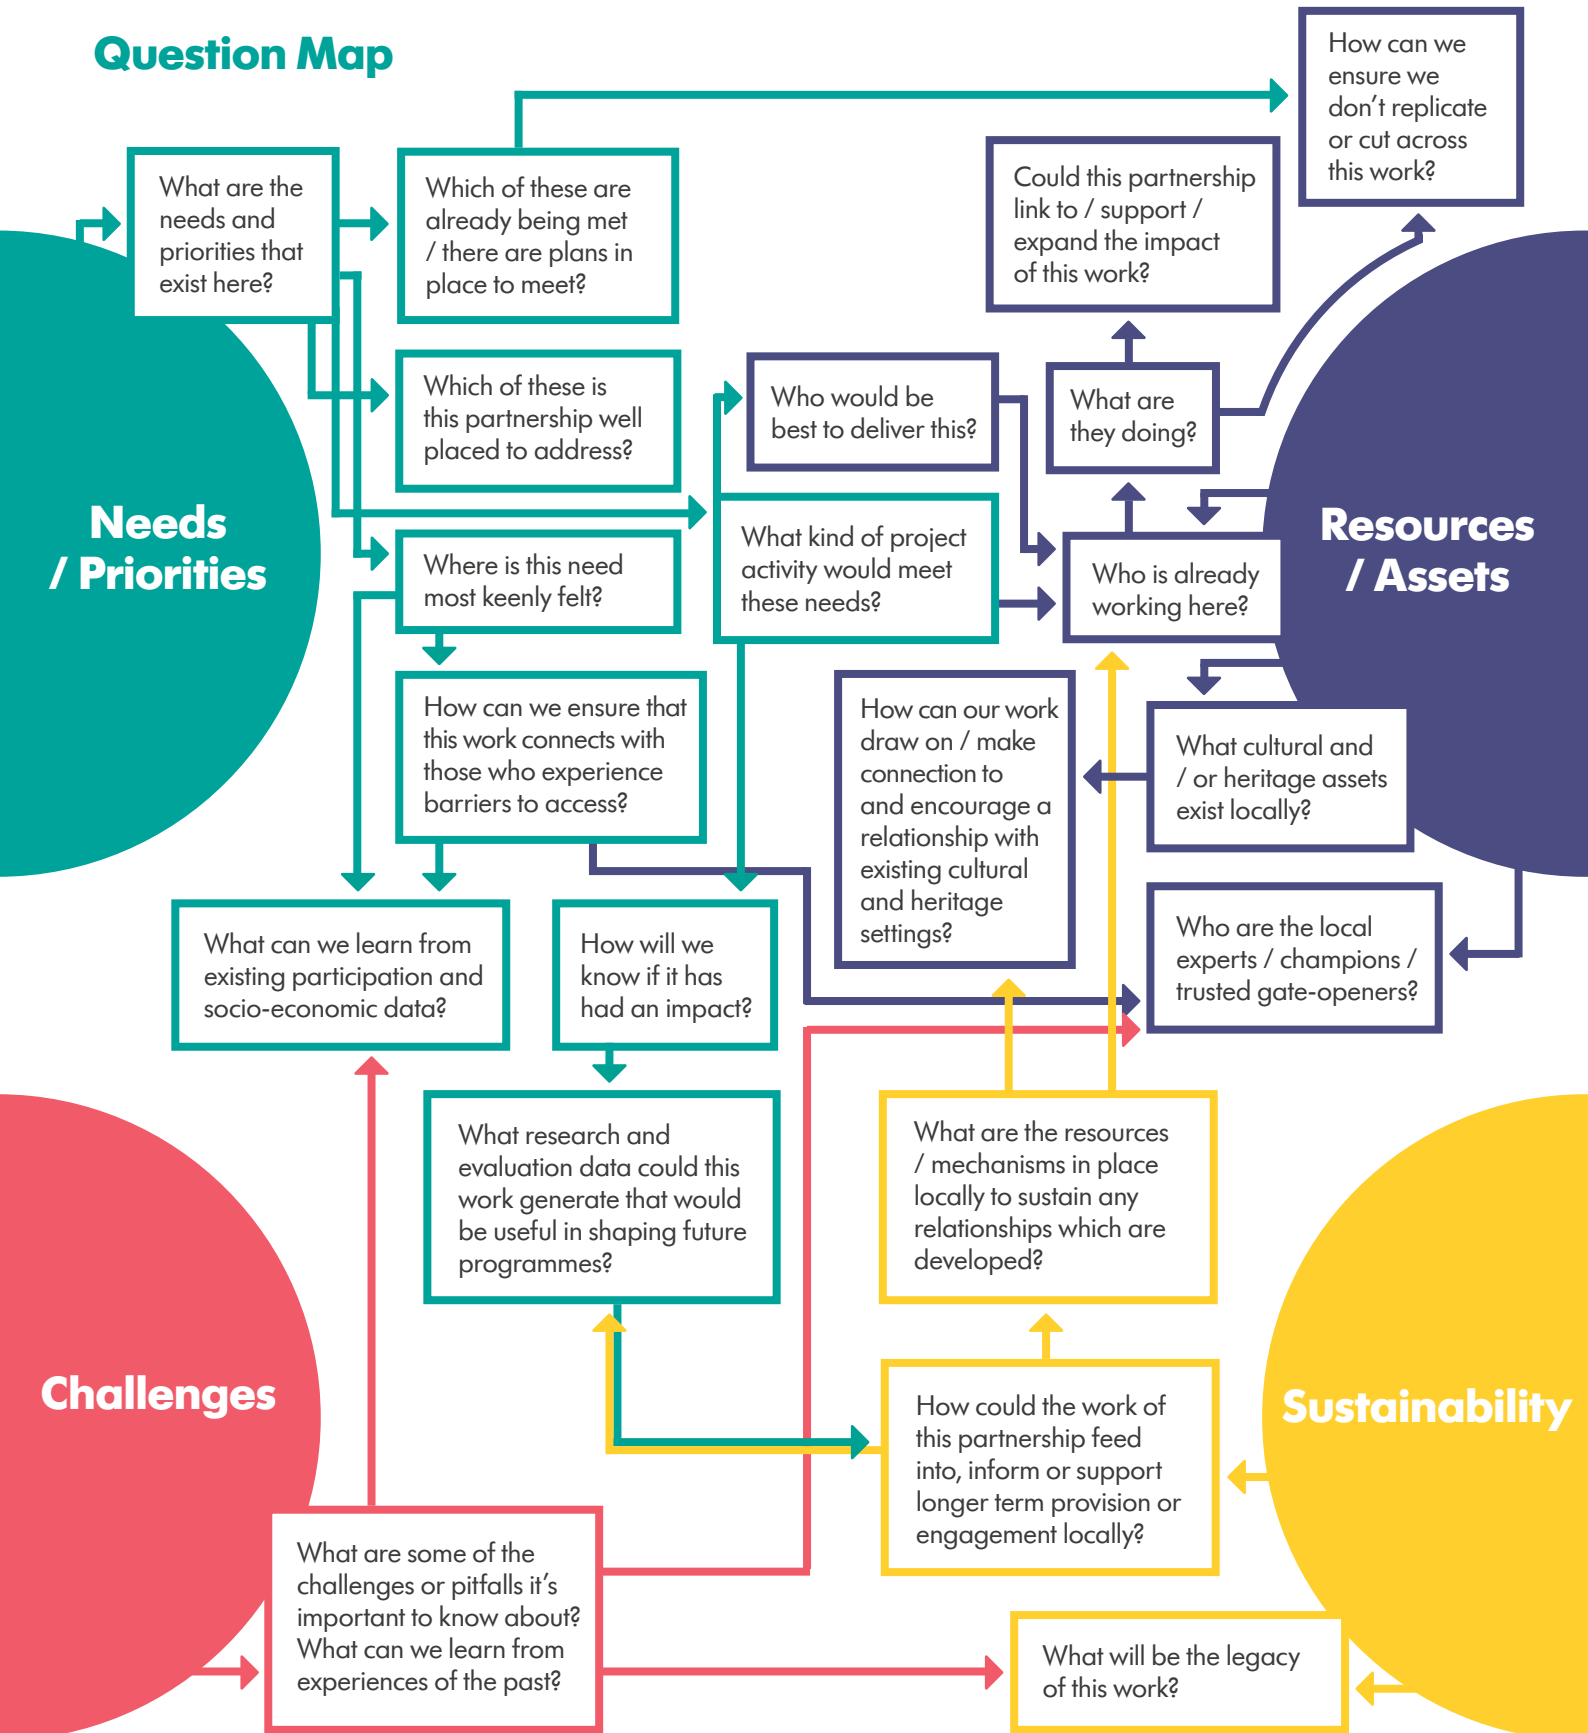 Question Map
What are the
needs and
priorities that
exist here?
Which of these are
already being met
/ there are plans in
place to meet?
How can we
ensure we
don't replicate
or cut across
this work?
Could this partnership
link to / support /
expand the impact
of this work?
Which of these is
this partnership well
placed to address?
Who would be
best to deliver this?
What are
they doing?
Needs
/ Priorities
Where is this need
most keenly felt?
What kind of project
activity would meet
these needs?
Who is already
working here?
Resources
/ Assets
How can we ensure that
this work connects with
those who experience
barriers to access?
How can our work
draw on / make
connection to
and encourage a
relationship with
existing cultural
and heritage
settings?
What cultural and
/ or heritage assets
exist locally?
What can we learn from
existing participation and
socio-economic data?
How will we
know if it has
had an impact?
Who are the local
experts / champions /
trusted gate-openers?
What research and
evaluation data could this
work generate that would
be useful in shaping future
programmes?
What are the resources
/ mechanisms in place
locally to sustain any
relationships which are
developed?
Challenges
How could the work of
this partnership feed
into, inform or support
longer term provision or
engagement locally?
Sustainability
What are some of the
challenges or pitfalls it's
important to know about?
What can we learn from
experiences of the past?
What will be the legacy
of this work?